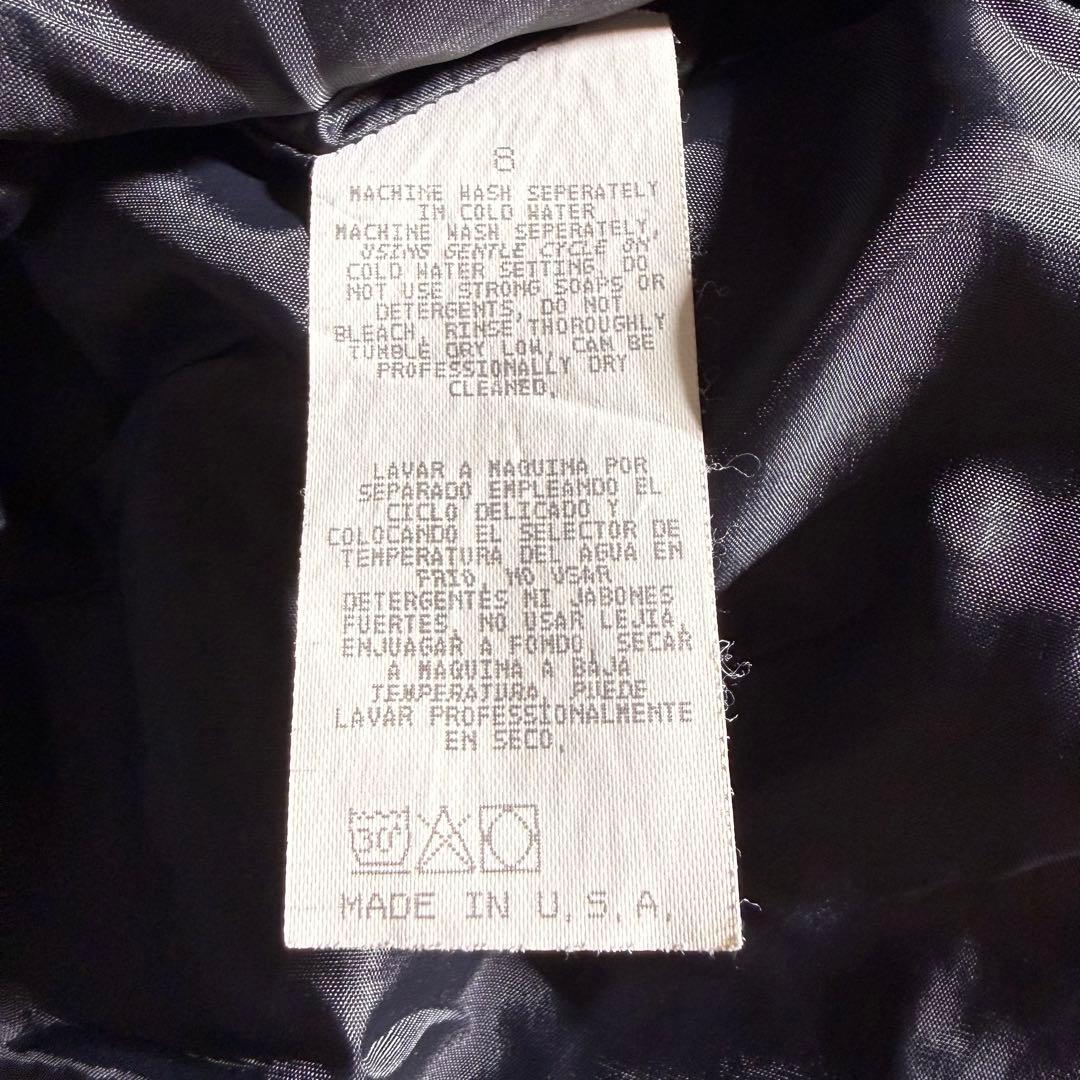 8
MACHINE WASH SEPERATELY
IN COLD WATER
MACHINE WASH SEPERATELY,
USING GENTLE CYCLE ON
COLD WATER SETTING, DO
NOT USE STRONG SOAPS OR
DETERGENTS, DO NOT
BLEACH, RINSE THOROUGHLY
TUMBLE DRY LOW, CAN BE
PROFESSIONALLY DRY
CLEANED.
LAVAR A MAQUINA POR
SEPARADO EMPLEANDO EL
CICLO DELICADO Y
COLOCANDO EL SELECTOR DE
TEMPERATURA DEL AGUA EN
FRIO, NO USAR
DETERGENTES NI JABONES
FUERTES, NO USAR LEJIA,
ENJUAGAR A FONDO, SECAR
A MAQUINA A BAJA
TEMPERATURA, PUEDE
LAVAR PROFESSIONALMENTE
EN SECO.
30°
MADE IN U.S.A.